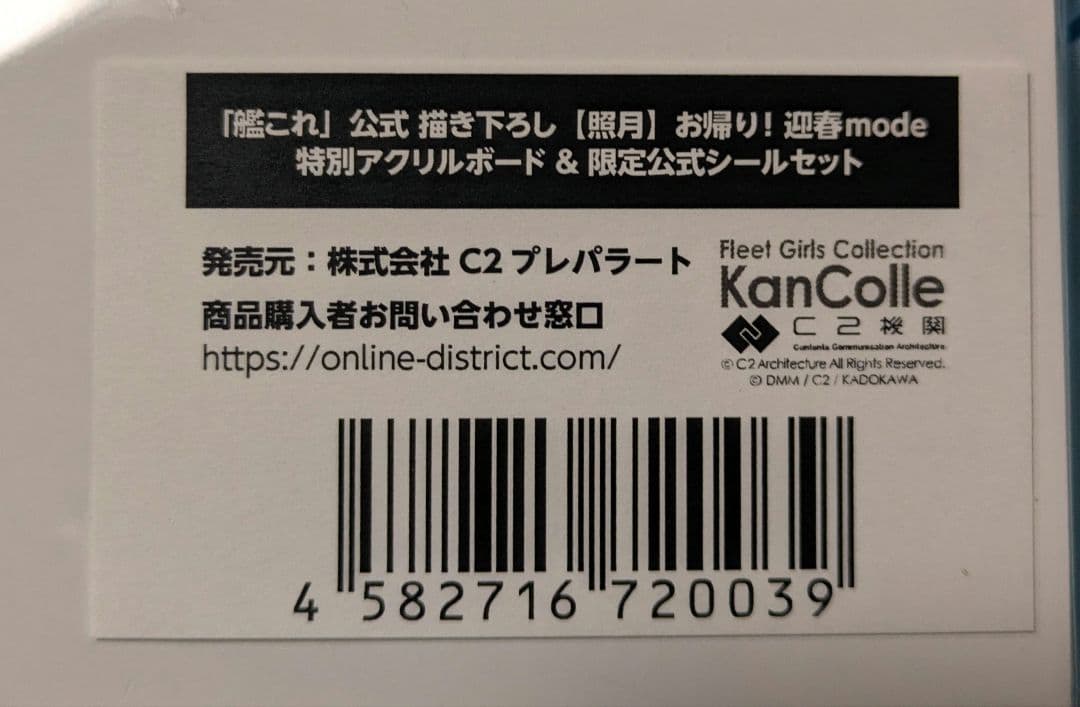 「艦これ」公式 描き下ろし【照月】お帰り! 迎春mode
特別アクリルボード & 限定公式シールセット
発売元：株式会社 C2 プレパラート
商品購入者お問い合わせ窓口
https://online-district.com/
Fleet Girls Collection
KanColle
C2機関
Contents Communication Architecture
© C2 Architecture All Rights Reserved.
© DMM / C2 / KADOKAWA
4 582716 720039